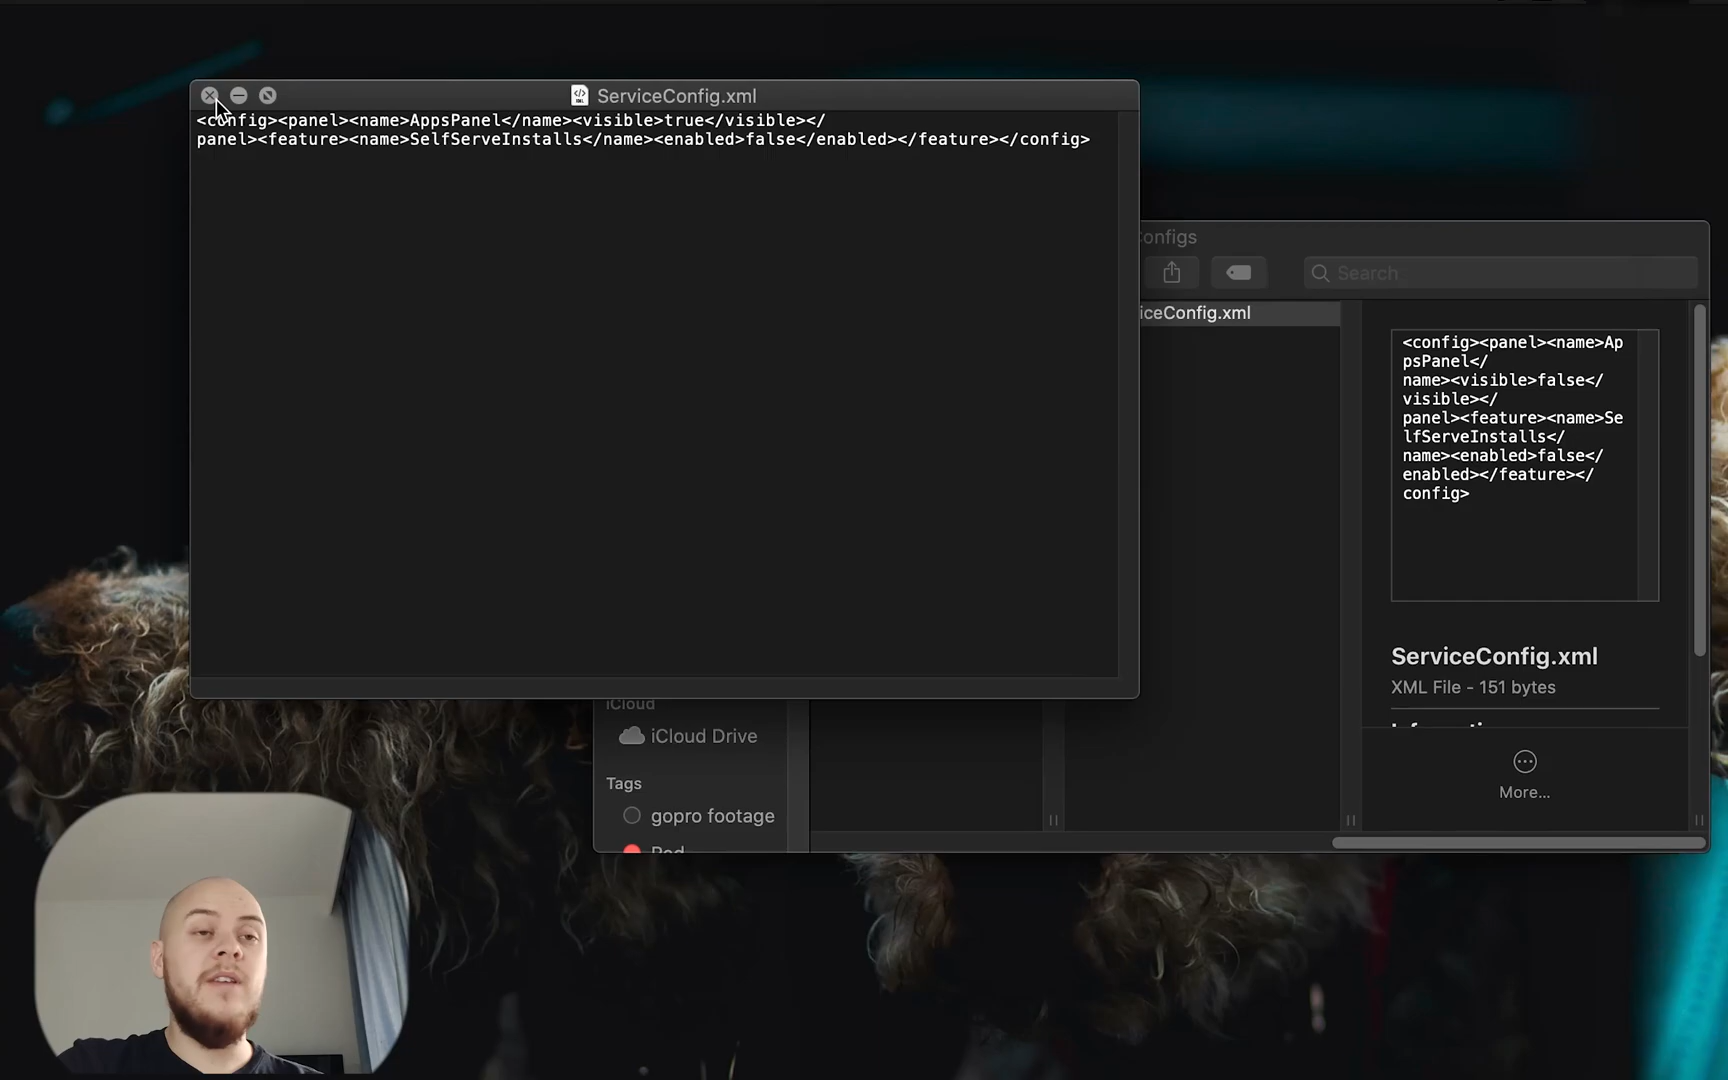 ServiceConfig.xml
<config><panel><name>AppsPanel</name><visible>true</visible></
panel><feature><name>SelfServeInstalls</name><enabled>false</enabled></feature></config>
Configs
Search
iceConfig.xml
<config><panel><name>Ap
psPanel</
name><visible>false</
visible></
panel><feature><name>Se
lfServeInstalls</
name><enabled>false</
enabled></feature></
config>
ServiceConfig.xml
XML File - 151 bytes
More...
iCloud
iCloud Drive
Tags
gopro footage